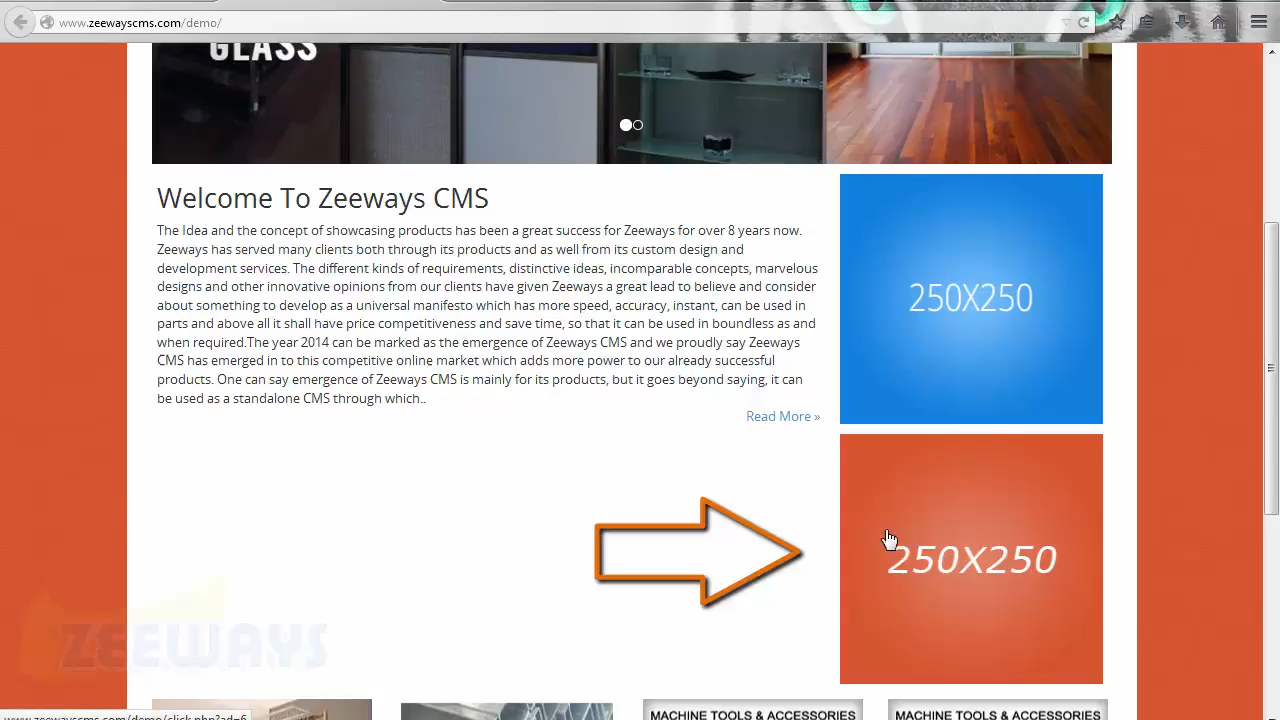 www.zeewayscms.com/demo/
GLASS
Welcome To Zeeways CMS
The Idea and the concept of showcasing products has been a great success for Zeeways for over 8 years now.
Zeeways has served many clients both through its products and as well from its custom design and
development services. The different kinds of requirements, distinctive ideas, incomparable concepts, marvelous
designs and other innovative opinions from our clients have given Zeeways a great lead to believe and consider
about something to develop as a universal manifesto which has more speed, accuracy, instant, can be used in
parts and above all it shall have price competitiveness and save time, so that it can be used in boundless as and
when required.The year 2014 can be marked as the emergence of Zeeways CMS and we proudly say Zeeways
CMS has emerged in to this competitive online market which adds more power to our already successful
products. One can say emergence of Zeeways CMS is mainly for its products, but it goes beyond saying, it can
be used as a standalone CMS through which..
Read More »
250X250
250X250
ZEEWAYS
MACHINE TOOLS & ACCESSORIES
MACHINE TOOLS & ACCESSORIES
www.zeewayscms.com/demo/click.php?ad=6